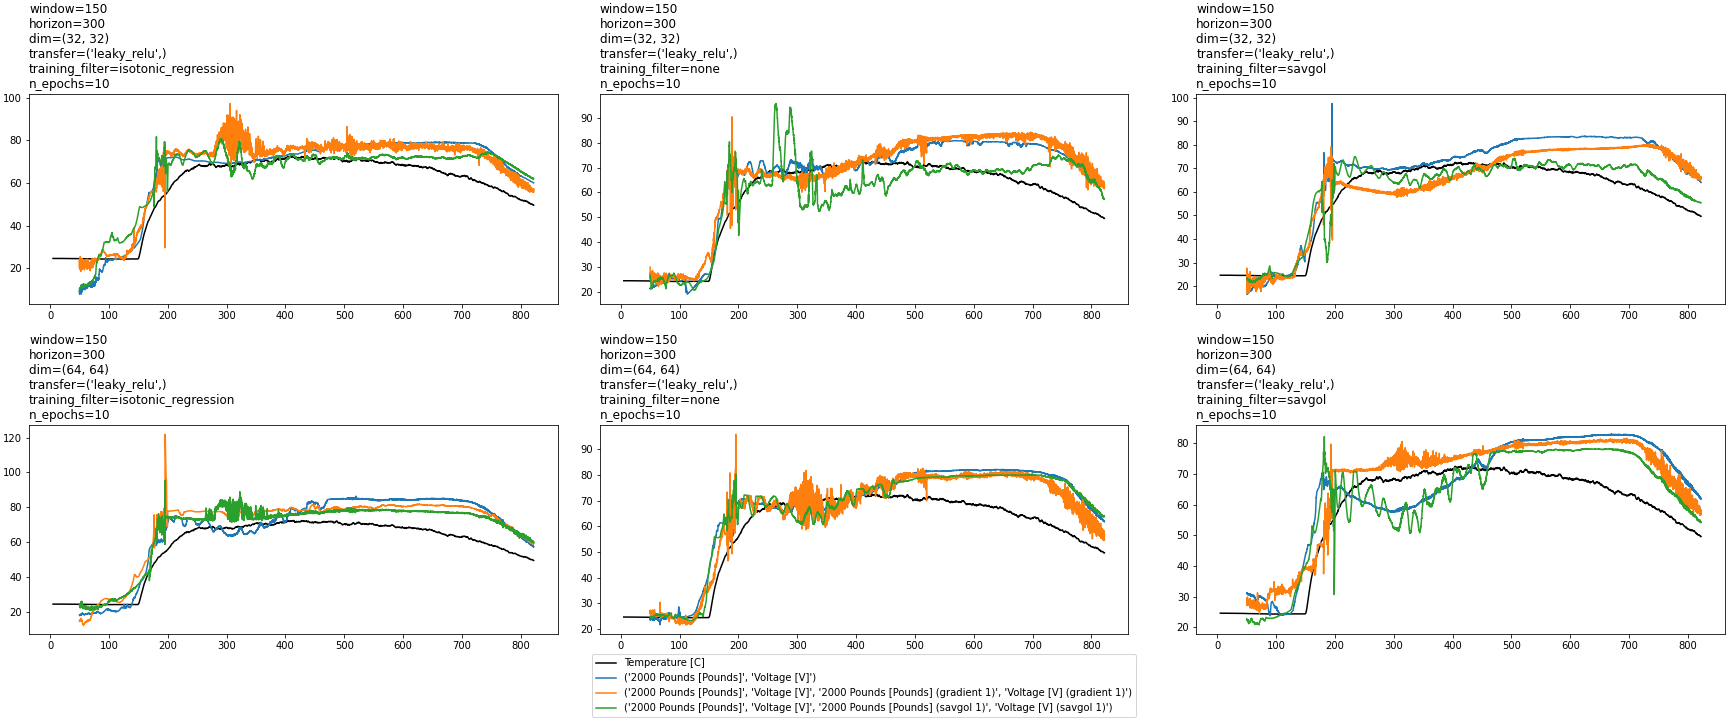 window=150
horizon=300
dim=(32, 32)
transfer=('leaky_relu',)
training_filter=isotonic_regression
n_epochs=10
100
80
60
40
20
0 100 200 300 400 500 600 700 800
window=150
horizon=300
dim=(32, 32)
transfer=('leaky_relu',)
training_filter=none
n_epochs=10
90
80
70
60
50
40
30
20
0 100 200 300 400 500 600 700 800
window=150
horizon=300
dim=(32, 32)
transfer=('leaky_relu',)
training_filter=savgol
n_epochs=10
100
90
80
70
60
50
40
30
20
0 100 200 300 400 500 600 700 800
window=150
horizon=300
dim=(64, 64)
transfer=('leaky_relu',)
training_filter=isotonic_regression
n_epochs=10
120
100
80
60
40
20
0 100 200 300 400 500 600 700 800
window=150
horizon=300
dim=(64, 64)
transfer=('leaky_relu',)
training_filter=none
n_epochs=10
90
80
70
60
50
40
30
20
0 100 200 300 400 500 600 700 800
window=150
horizon=300
dim=(64, 64)
transfer=('leaky_relu',)
training_filter=savgol
n_epochs=10
80
70
60
50
40
30
20
0 100 200 300 400 500 600 700 800
Temperature [C]
('2000 Pounds [Pounds]', 'Voltage [V]')
('2000 Pounds [Pounds]', 'Voltage [V]', '2000 Pounds [Pounds] (gradient 1)', 'Voltage [V] (gradient 1)')
('2000 Pounds [Pounds]', 'Voltage [V]', '2000 Pounds [Pounds] (savgol 1)', 'Voltage [V] (savgol 1)')